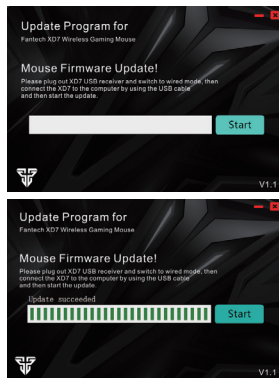 Update Program for
Fantech XD7 Wireless Gaming Mouse
Mouse Firmware Update!
Please plug out XD7 USB receiver and switch to wired mode, then
connect the XD7 to the computer by using the USB cable
and then start the update.
Start
V1.1
Update Program for
Fantech XD7 Wireless Gaming Mouse
Mouse Firmware Update!
Please plug out XD7 USB receiver and switch to wired mode, then
connect the XD7 to the computer by using the USB cable
and then start the update.
Update succeeded
Start
V1.1